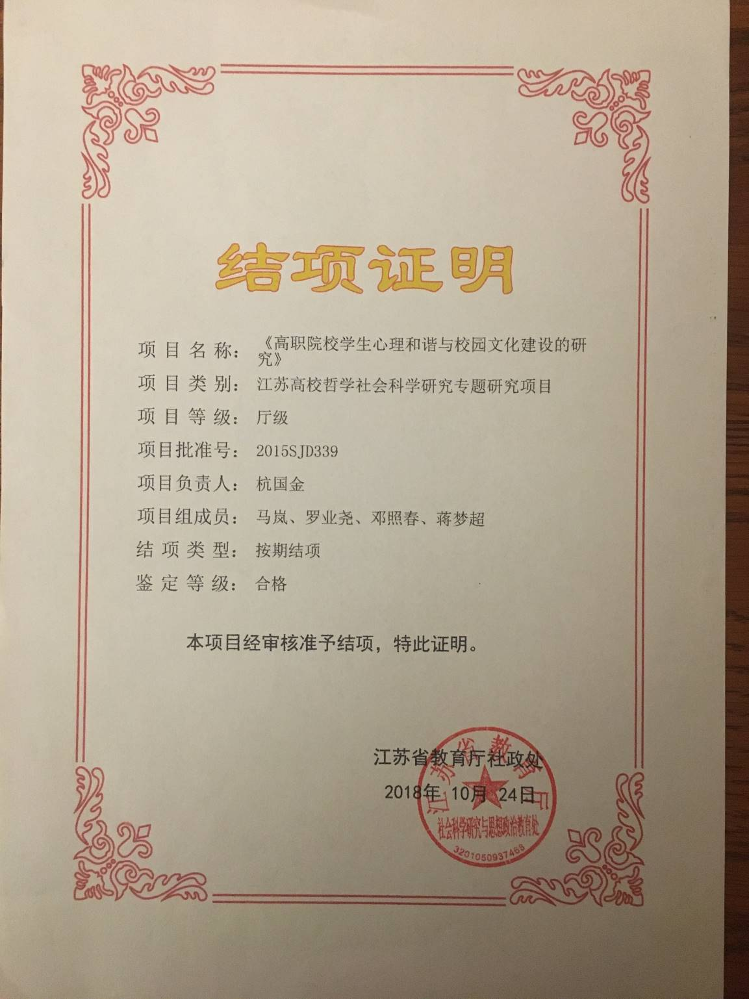 结项证明
项目名称：《高职院校学生心理和谐与校园文化建设的研
究》
项目类别：江苏高校哲学社会科学研究专题研究项目
项目等级：厅级
项目批准号：2015SJD339
项目负责人：杭国金
项目组成员：马岚、罗业尧、邓照春、蒋梦超
结项类型：按期结项
鉴定等级：合格
本项目经审核准予结项，特此证明。
江苏省教育厅社政处
2018年 10月 24日
江苏省教育厅
社会科学研究与思想政治教育处
3201050937468